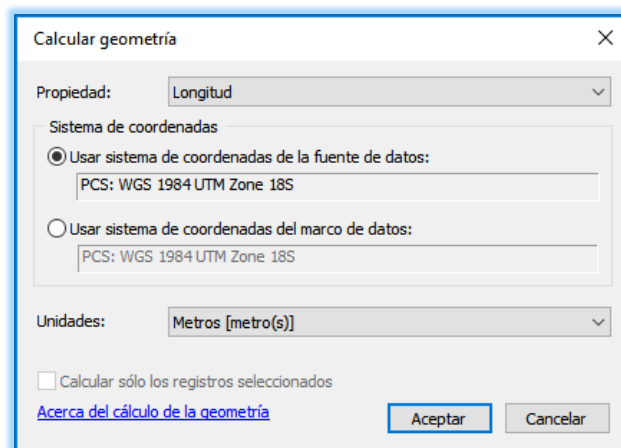 Calcular geometría
Propiedad: Longitud
Sistema de coordenadas
Usar sistema de coordenadas de la fuente de datos:
PCS: WGS 1984 UTM Zone 18S
Usar sistema de coordenadas del marco de datos:
PCS: WGS 1984 UTM Zone 18S
Unidades: Metros [metro(s)]
Calcular sólo los registros seleccionados
Acerca del cálculo de la geometría
Aceptar Cancelar